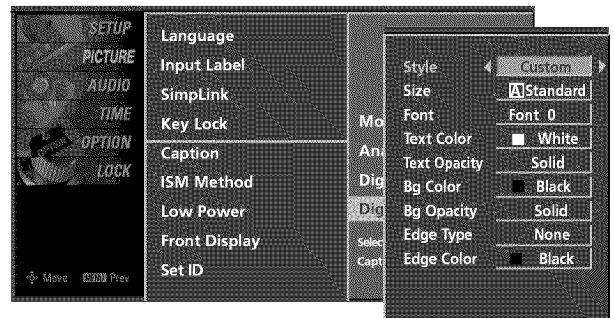 SETUP
PICTURE
AUDIO
TIME
OPTION
LOCK
Move MENU Prev
Language
Input Label
SimpLink
Key Lock
Caption
ISM Method
Low Power
Front Display
Set ID
Mo
Ana
Dig
Dig
Selec
Capt
Style Custom
Size A Standard
Font Font 0
Text Color White
Text Opacity Solid
Bg Color Black
Bg Opacity Solid
Edge Type None
Edge Color Black